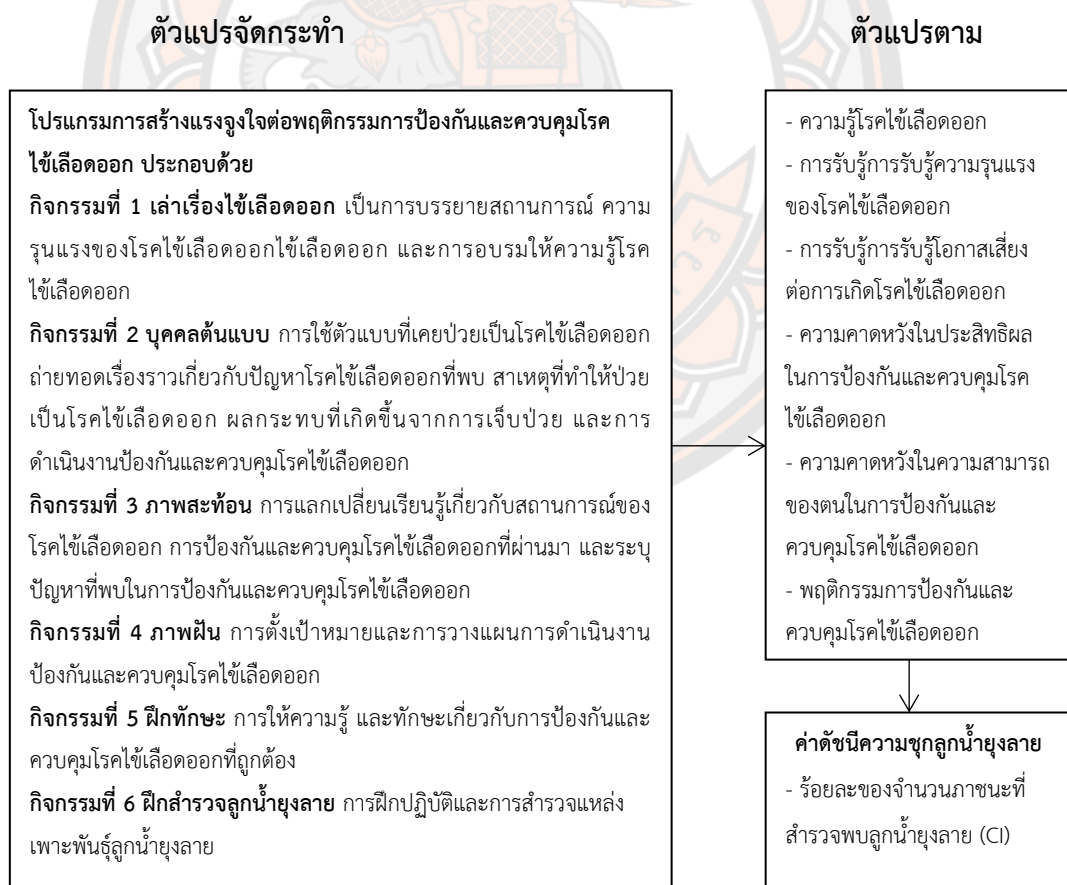 ตัวแปรจัดกระทำ
โปรแกรมการสร้างแรงจูงใจต่อพฤติกรรมการป้องกันและควบคุมโรค
ไข้เลือดออก ประกอบด้วย
กิจกรรมที่ 1 เล่าเรื่องไข้เลือดออก เป็นการบรรยายสถานการณ์ ความ
รุนแรงของโรคไข้เลือดออกไข้เลือดออก และการอบรมให้ความรู้โรค
ไข้เลือดออก
กิจกรรมที่ 2 บุคคลต้นแบบ การใช้ตัวแบบที่เคยป่วยเป็นโรคไข้เลือดออก
ถ่ายทอดเรื่องราวเกี่ยวกับปัญหาโรคไข้เลือดออกที่พบ สาเหตุที่ทำให้ป่วย
เป็นโรคไข้เลือดออก ผลกระทบที่เกิดขึ้นจากการเจ็บป่วย และการ
ดำเนินงานป้องกันและควบคุมโรคไข้เลือดออก
กิจกรรมที่ 3 ภาพสะท้อน การแลกเปลี่ยนเรียนรู้เกี่ยวกับสถานการณ์ของ
โรคไข้เลือดออก การป้องกันและควบคุมโรคไข้เลือดออกที่ผ่านมา และระบุ
ปัญหาที่พบในการป้องกันและควบคุมโรคไข้เลือดออก
กิจกรรมที่ 4 ภาพฝัน การตั้งเป้าหมายและการวางแผนการดำเนินงาน
ป้องกันและควบคุมโรคไข้เลือดออก
กิจกรรมที่ 5 ฝึกทักษะ การให้ความรู้ และทักษะเกี่ยวกับการป้องกันและ
ควบคุมโรคไข้เลือดออกที่ถูกต้อง
กิจกรรมที่ 6 ฝึกสำรวจลูกน้ำยุงลาย การฝึกปฏิบัติและการสำรวจแหล่ง
เพาะพันธุ์ลูกน้ำยุงลาย
ตัวแปรตาม
- ความรู้โรคไข้เลือดออก
- การรับรู้การรับรู้ความรุนแรง
ของโรคไข้เลือดออก
- การรับรู้การรับรู้โอกาสเสี่ยง
ต่อการเกิดโรคไข้เลือดออก
- ความคาดหวังในประสิทธิผล
ในการป้องกันและควบคุมโรค
ไข้เลือดออก
- ความคาดหวังในความสามารถ
ของตนในการป้องกันและ
ควบคุมโรคไข้เลือดออก
- พฤติกรรมการป้องกันและ
ควบคุมโรคไข้เลือดออก
ค่าดัชนีความชุกลูกน้ำยุงลาย
- ร้อยละของจำนวนภาชนะที่
สำรวจพบลูกน้ำยุงลาย (CI)